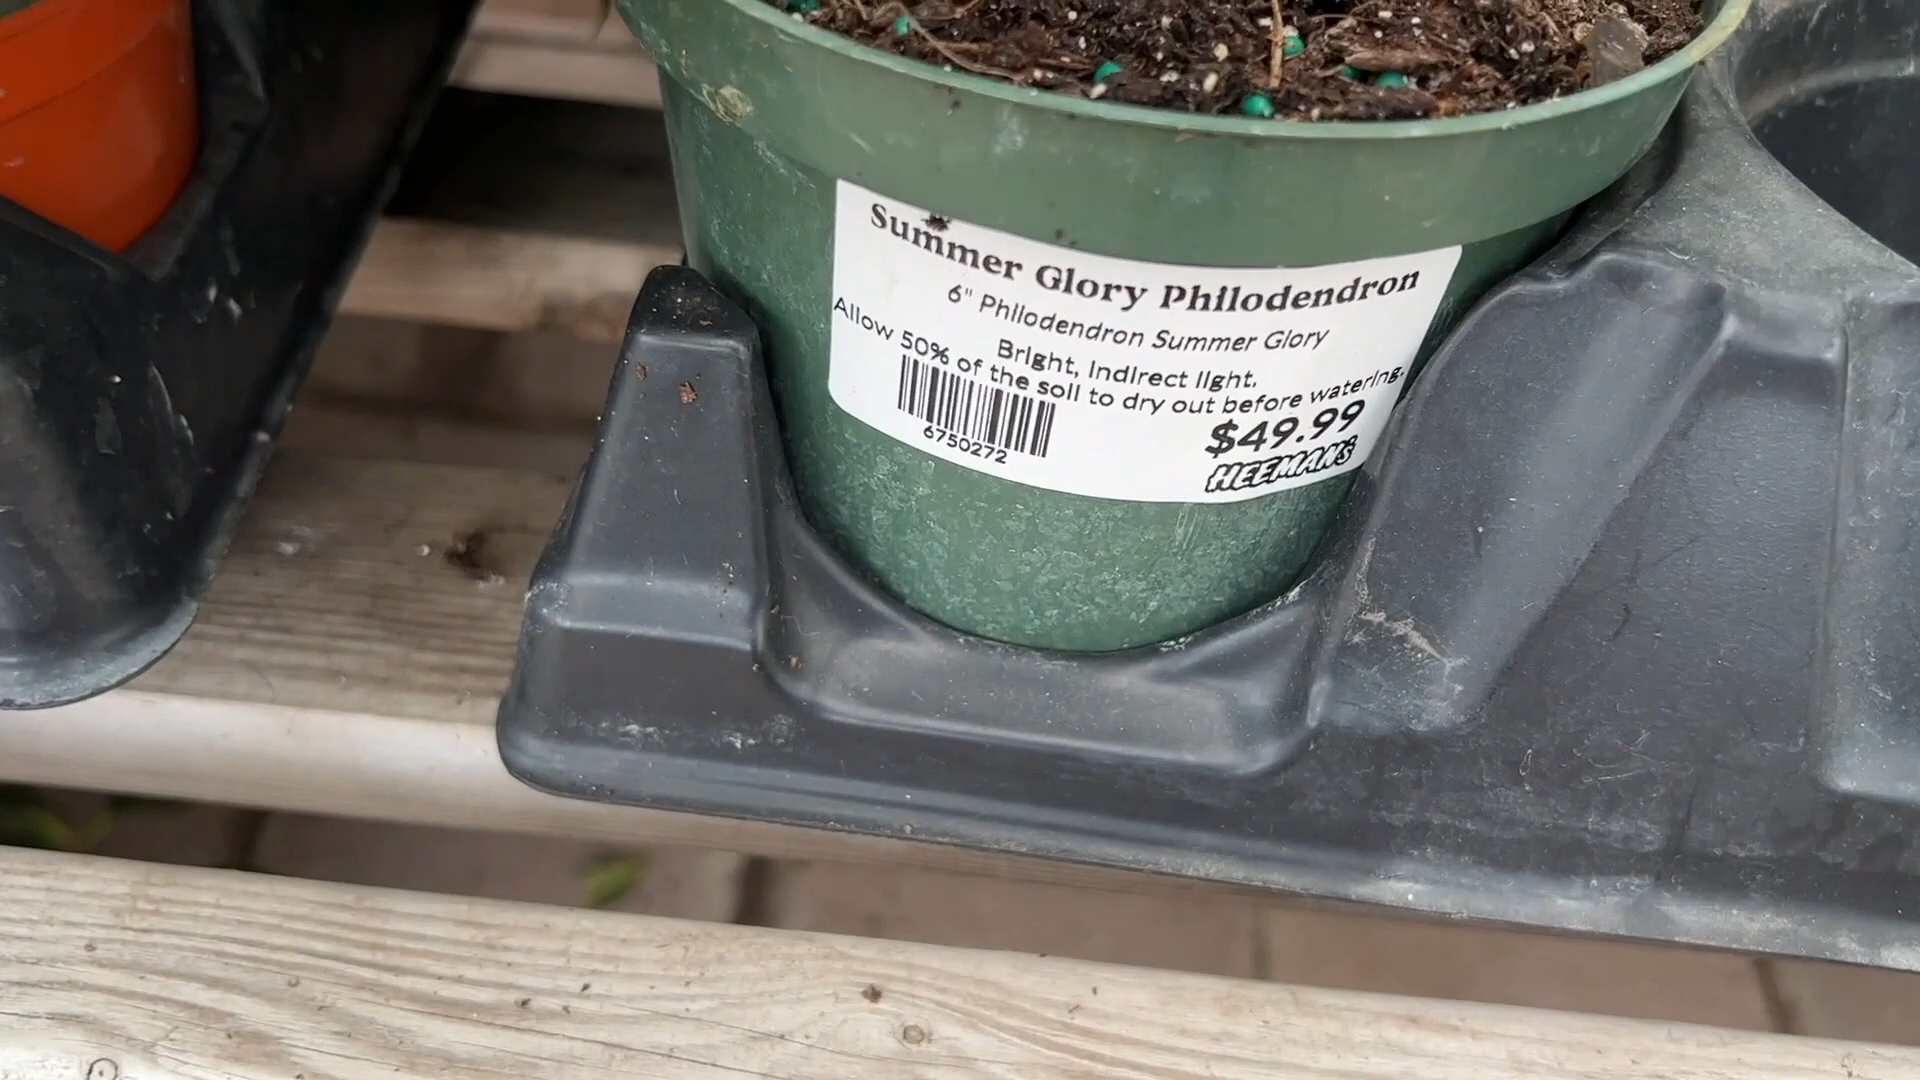 Summer Glory Philodendron
6" Philodendron Summer Glory
Bright, indirect light.
Allow 50% of the soil to dry out before watering.
6750272
$49.99
HEEMAN'S